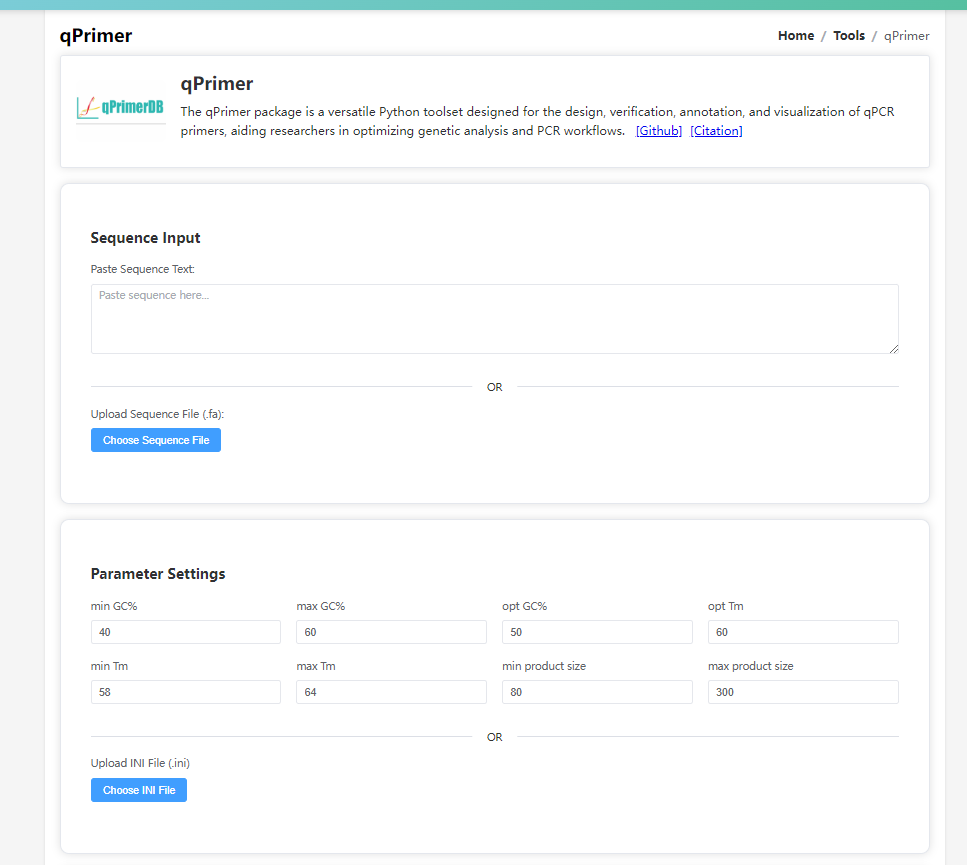 qPrimer
Home / Tools / qPrimer
qPrimerDB
qPrimer
The qPrimer package is a versatile Python toolset designed for the design, verification, annotation, and visualization of qPCR
primers, aiding researchers in optimizing genetic analysis and PCR workflows. [Github] [Citation]
Sequence Input
Paste Sequence Text:
Paste sequence here...
OR
Upload Sequence File (.fa):
Choose Sequence File
Parameter Settings
min GC% max GC% opt GC% opt Tm
40 60 50 60
min Tm max Tm min product size max product size
58 64 80 300
OR
Upload INI File (.ini)
Choose INI File